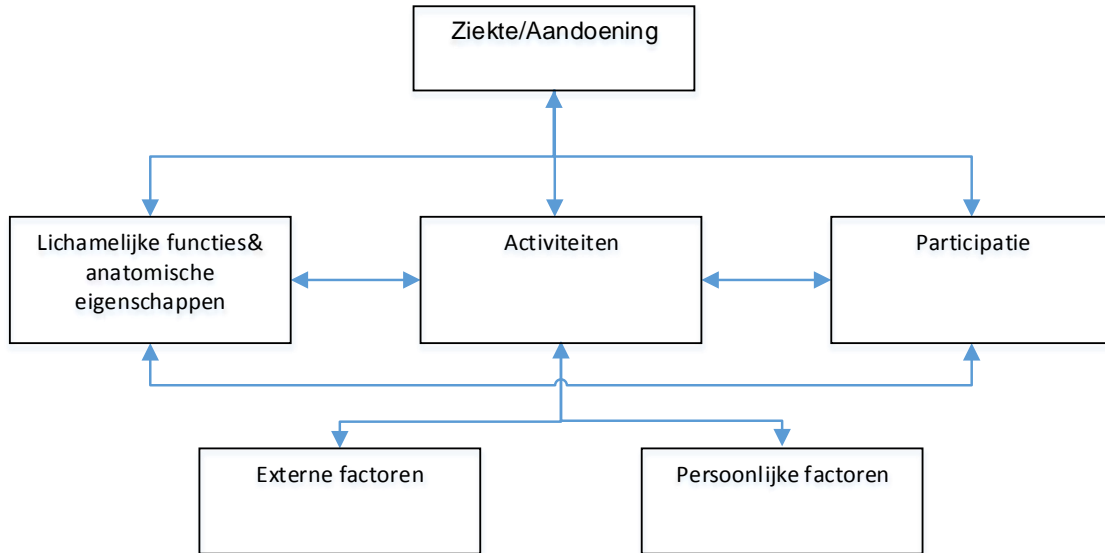 Ziekte/Aandoening
Lichamelijke functies&
anatomische
eigenschappen
Activiteiten
Participatie
Externe factoren
Persoonlijke factoren